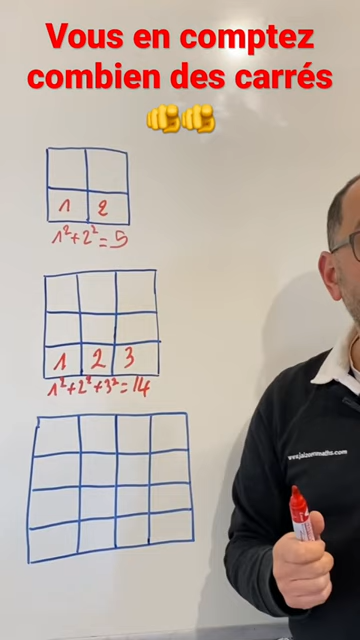 Vous en comptez
combien des carrés
👉👉
1 2
1²+2²=5
1 2 3
1²+2²+3²=14